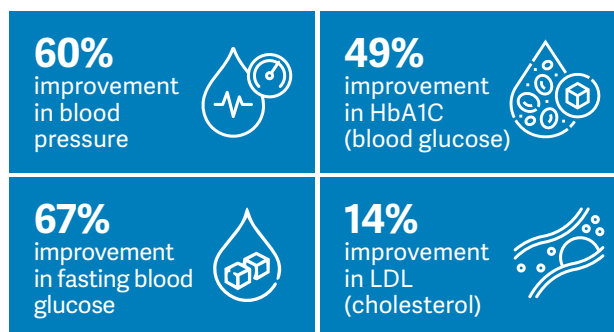 60%
improvement
in blood
pressure
49%
improvement
in HbA1C
(blood glucose)
67%
improvement
in fasting blood
glucose
14%
improvement
in LDL
(cholesterol)